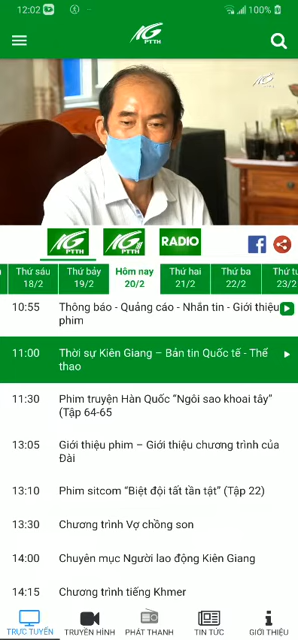 12:02
100%
KG
PTTH
KG
KG
PTTH
KG1
PTTH
RADIO
Thứ sáu
18/2
Thứ bảy
19/2
Hôm nay
20/2
Thứ hai
21/2
Thứ ba
22/2
Thứ tư
23/2
10:55 Thông báo - Quảng cáo - Nhắn tin - Giới thiệu
phim
11:00 Thời sự Kiên Giang – Bản tin Quốc tế - Thể
thao
11:30 Phim truyện Hàn Quốc “Ngôi sao khoai tây”
(Tập 64-65
13:05 Giới thiệu phim – Giới thiệu chương trình của
Đài
13:10 Phim sitcom “Biệt đội tất tần tật” (Tập 22)
13:30 Chương trình Vợ chồng son
14:00 Chuyên mục Người lao động Kiên Giang
14:15 Chương trình tiếng Khmer
TRỰC TUYẾN TRUYỀN HÌNH PHÁT THANH TIN TỨC GIỚI THIỆU